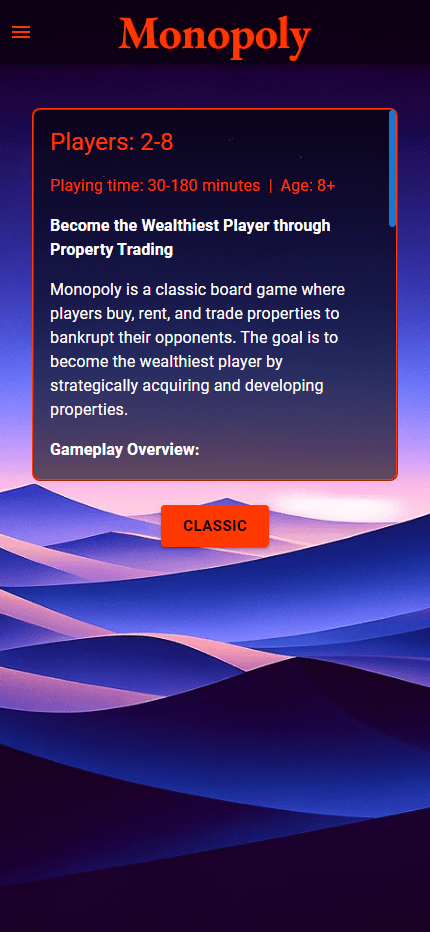 Monopoly
Players: 2-8
Playing time: 30-180 minutes | Age: 8+
Become the Wealthiest Player through
Property Trading
Monopoly is a classic board game where
players buy, rent, and trade properties to
bankrupt their opponents. The goal is to
become the wealthiest player by
strategically acquiring and developing
properties.
Gameplay Overview:
CLASSIC